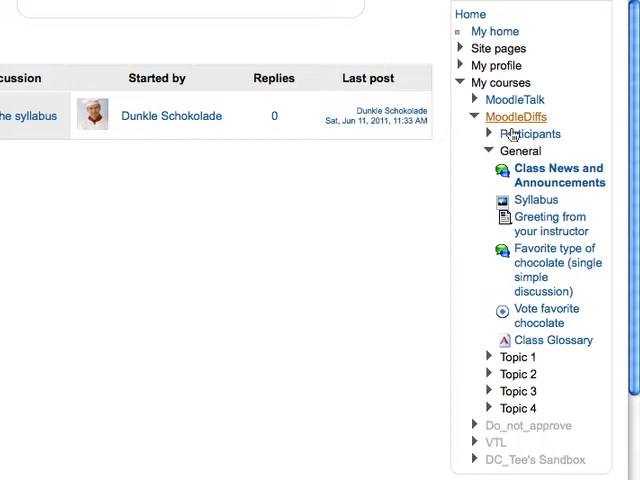 Home
My home
Site pages
My profile
My courses
MoodleTalk
MoodleDiffs
Participants
General
Class News and
Announcements
Syllabus
Greeting from
your instructor
Favorite type of
chocolate (single
simple
discussion)
Vote favorite
chocolate
Class Glossary
Topic 1
Topic 2
Topic 3
Topic 4
Do_not_approve
VTL
DC_Tee's Sandbox
cussion Started by Replies Last post
he syllabus Dunkle Schokolade 0 Dunkle Schokolade
Sat, Jun 11, 2011, 11:33 AM